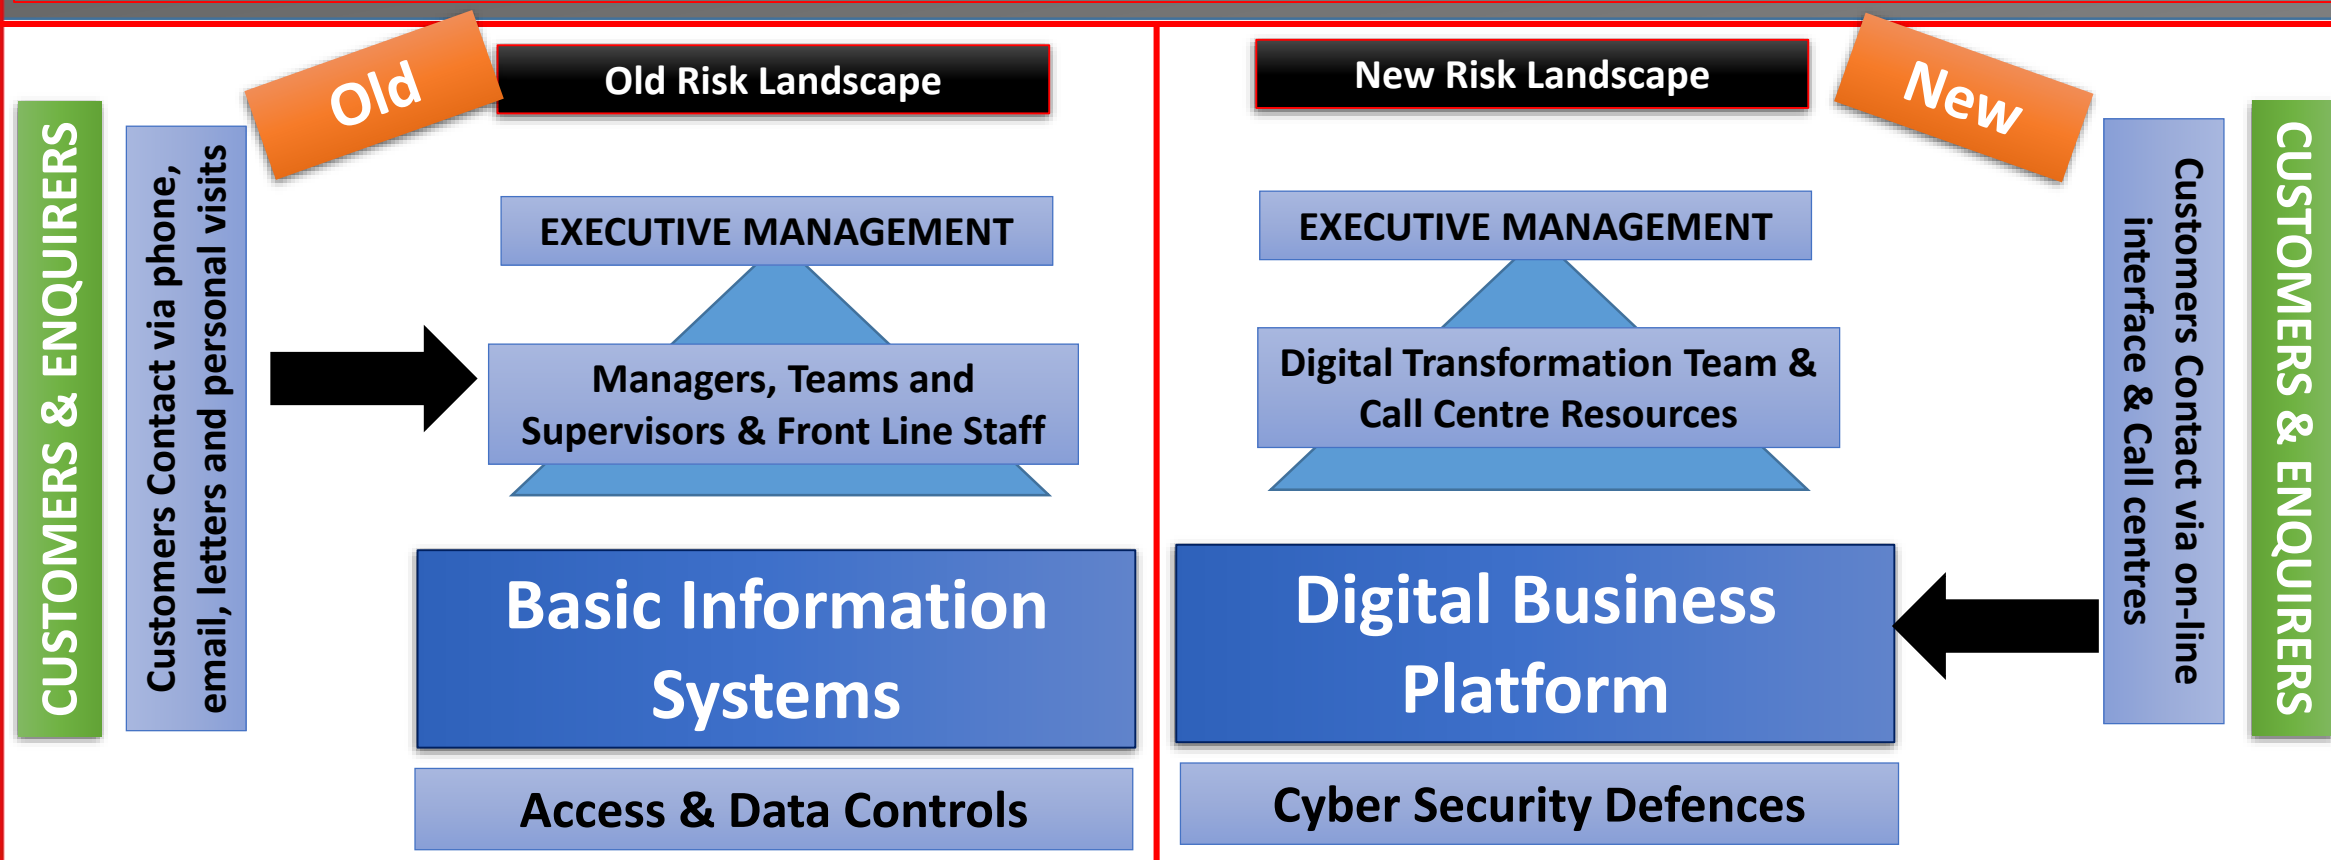 Old
Old Risk Landscape
CUSTOMERS & ENQUIRERS
Customers Contact via phone,
email, letters and personal visits
EXECUTIVE MANAGEMENT
Managers, Teams and
Supervisors & Front Line Staff
Basic Information
Systems
Access & Data Controls
New Risk Landscape
New
EXECUTIVE MANAGEMENT
Digital Transformation Team &
Call Centre Resources
Digital Business
Platform
Cyber Security Defences
Customers Contact via on-line
interface & Call centres
CUSTOMERS & ENQUIRERS